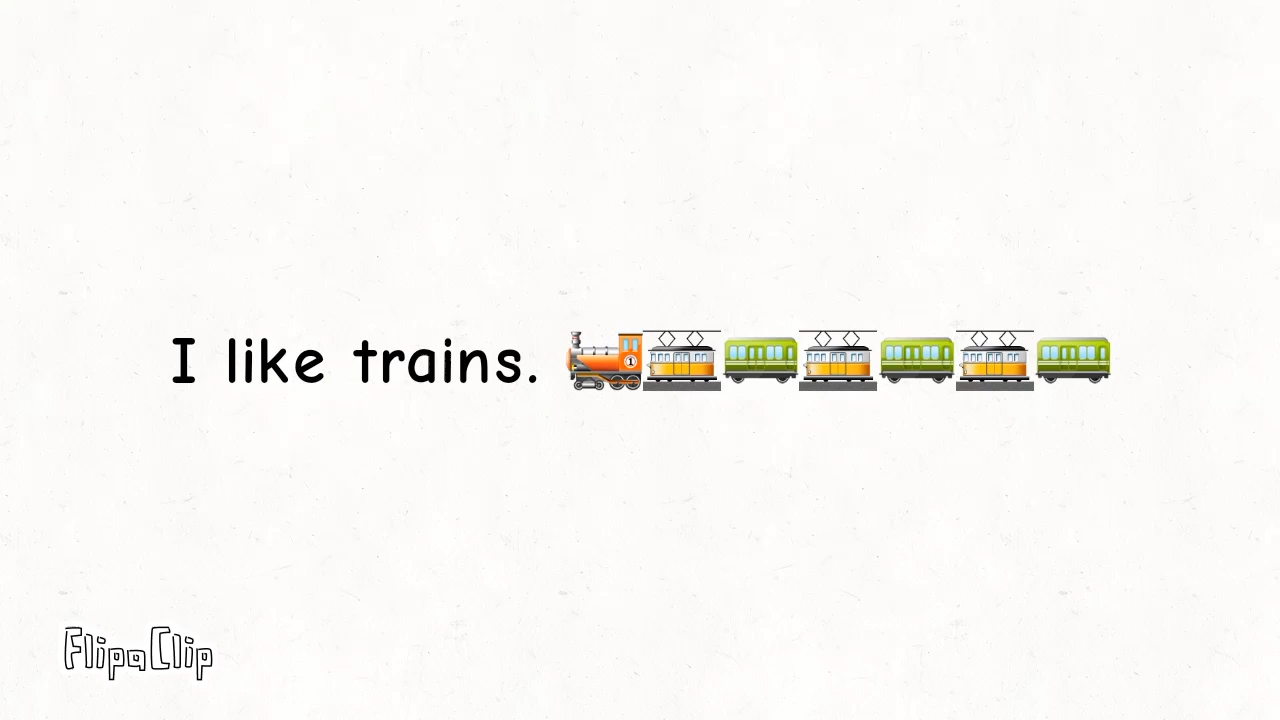 I like trains. 🚂🚋🚃🚋🚃🚋🚃
FlipaClip